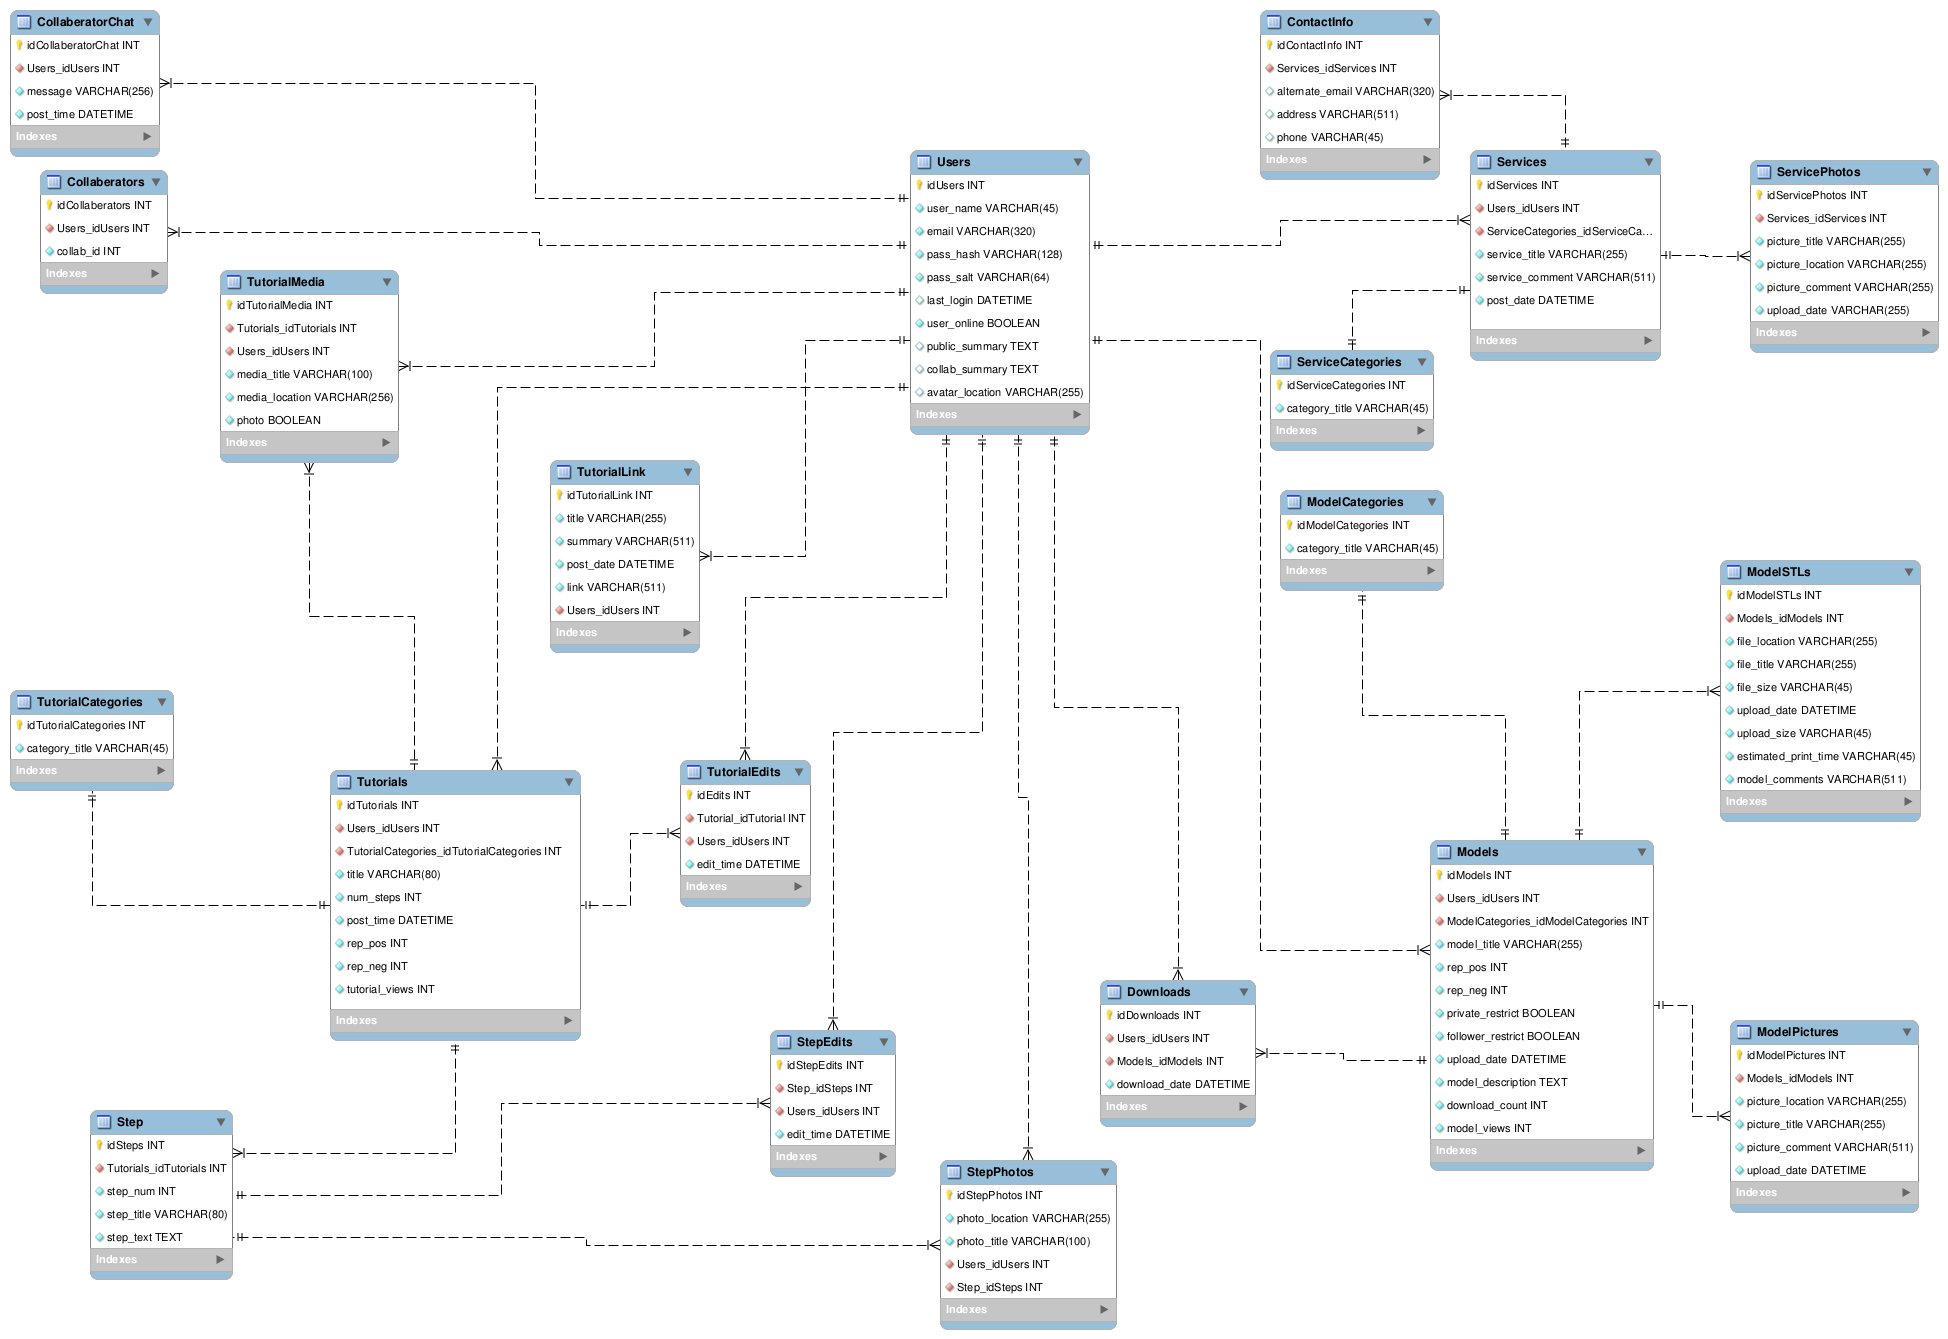 CollaberatorChat
idCollaberatorChat INT
Users_idUsers INT
message VARCHAR(256)
post_time DATETIME
Indexes
Collaberators
idCollaberators INT
Users_idUsers INT
collab_id INT
Indexes
TutorialMedia
idTutorialMedia INT
Tutorials_idTutorials INT
Users_idUsers INT
media_title VARCHAR(100)
media_location VARCHAR(256)
photo BOOLEAN
Indexes
Users
idUsers INT
user_name VARCHAR(45)
email VARCHAR(320)
pass_hash VARCHAR(128)
pass_salt VARCHAR(64)
last_login DATETIME
user_online BOOLEAN
public_summary TEXT
collab_summary TEXT
avatar_location VARCHAR(255)
Indexes
ContactInfo
idContactInfo INT
Services_idServices INT
alternate_email VARCHAR(320)
address VARCHAR(511)
phone VARCHAR(45)
Indexes
Services
idServices INT
Users_idUsers INT
ServiceCategories_idServiceCa...
service_title VARCHAR(255)
service_comment VARCHAR(511)
post_date DATETIME
Indexes
ServicePhotos
idServicePhotos INT
Services_idServices INT
picture_title VARCHAR(255)
picture_location VARCHAR(255)
picture_comment VARCHAR(255)
upload_date VARCHAR(255)
Indexes
ServiceCategories
idServiceCategories INT
category_title VARCHAR(45)
Indexes
TutorialLink
idTutorialLink INT
title VARCHAR(255)
summary VARCHAR(511)
post_date DATETIME
link VARCHAR(511)
Users_idUsers INT
Indexes
ModelCategories
idModelCategories INT
category_title VARCHAR(45)
Indexes
ModelSTLs
idModelSTLs INT
Models_idModels INT
file_location VARCHAR(255)
file_title VARCHAR(255)
file_size VARCHAR(45)
upload_date DATETIME
upload_size VARCHAR(45)
estimated_print_time VARCHAR(45)
model_comments VARCHAR(511)
Indexes
TutorialCategories
idTutorialCategories INT
category_title VARCHAR(45)
Indexes
Tutorials
idTutorials INT
Users_idUsers INT
TutorialCategories_idTutorialCategories INT
title VARCHAR(80)
num_steps INT
post_time DATETIME
rep_pos INT
rep_neg INT
tutorial_views INT
Indexes
TutorialEdits
idEdits INT
Tutorial_idTutorial INT
Users_idUsers INT
edit_time DATETIME
Indexes
Models
idModels INT
Users_idUsers INT
ModelCategories_idModelCategories INT
model_title VARCHAR(255)
rep_pos INT
rep_neg INT
private_restrict BOOLEAN
follower_restrict BOOLEAN
upload_date DATETIME
model_description TEXT
download_count INT
model_views INT
Indexes
Downloads
idDownloads INT
Users_idUsers INT
Models_idModels INT
download_date DATETIME
Indexes
ModelPictures
idModelPictures INT
Models_idModels INT
picture_location VARCHAR(255)
picture_title VARCHAR(255)
picture_comment VARCHAR(511)
upload_date DATETIME
Indexes
StepEdits
idStepEdits INT
Step_idSteps INT
Users_idUsers INT
edit_time DATETIME
Indexes
Step
idSteps INT
Tutorials_idTutorials INT
step_num INT
step_title VARCHAR(80)
step_text TEXT
Indexes
StepPhotos
idStepPhotos INT
photo_location VARCHAR(255)
photo_title VARCHAR(100)
Users_idUsers INT
Step_idSteps INT
Indexes